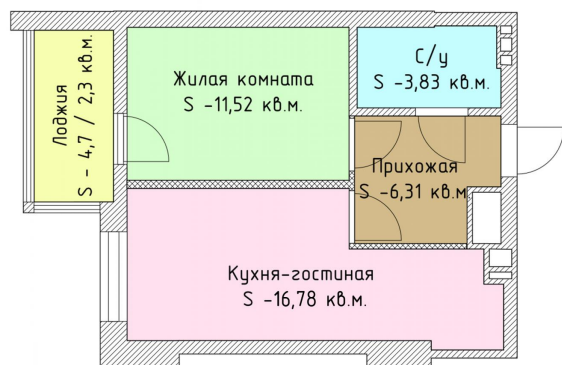 С/у
S -3,83 кв.м.
Жилая комната
S -11,52 кв.м.
Лоджия
S - 4,7 / 2,3 кв.м.
Прихожая
S -6,31 кв.м
Кухня-гостиная
S -16,78 кв.м.